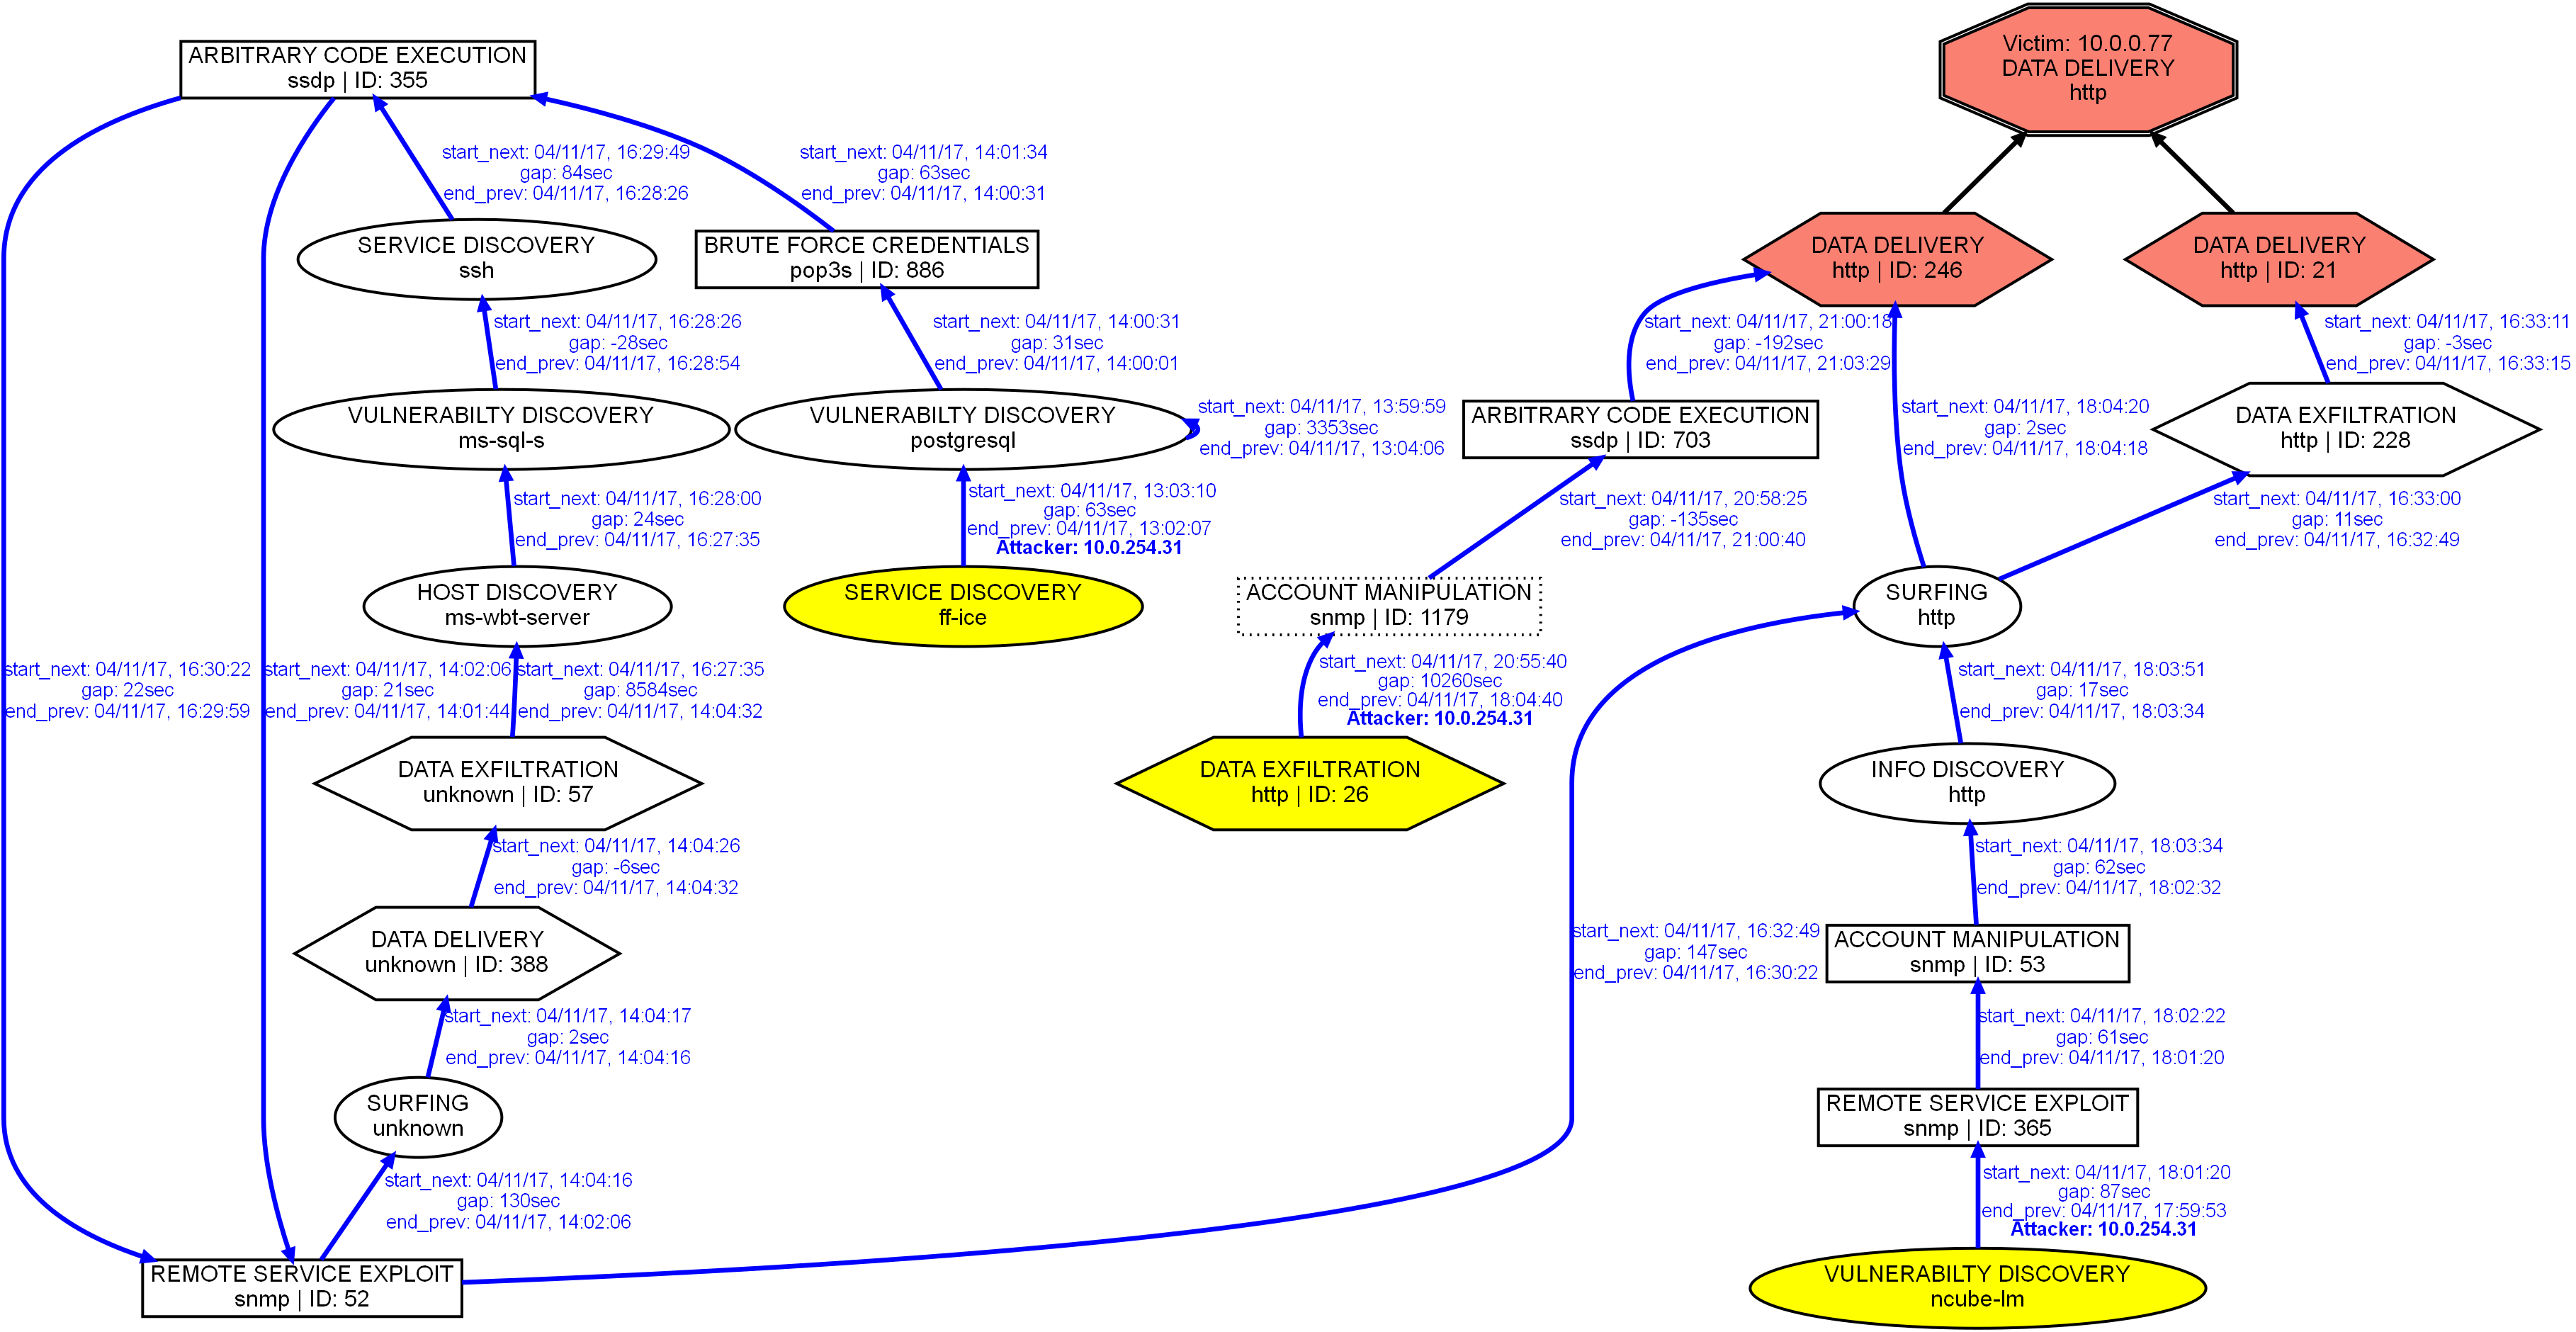 Victim: 10.0.0.77
DATA DELIVERY
http
ARBITRARY CODE EXECUTION
ssdp | ID: 355
start_next: 04/11/17, 16:29:49
gap: 84sec
end_prev: 04/11/17, 16:28:26
start_next: 04/11/17, 14:01:34
gap: 63sec
end_prev: 04/11/17, 14:00:31
SERVICE DISCOVERY
ssh
BRUTE FORCE CREDENTIALS
pop3s | ID: 886
DATA DELIVERY
http | ID: 246
DATA DELIVERY
http | ID: 21
start_next: 04/11/17, 16:28:26
gap: -28sec
end_prev: 04/11/17, 16:28:54
start_next: 04/11/17, 14:00:31
gap: 31sec
end_prev: 04/11/17, 14:00:01
start_next: 04/11/17, 21:00:18
gap: -192sec
end_prev: 04/11/17, 21:03:29
start_next: 04/11/17, 16:33:11
gap: -3sec
end_prev: 04/11/17, 16:33:15
VULNERABILTY DISCOVERY
ms-sql-s
VULNERABILTY DISCOVERY
postgresql
start_next: 04/11/17, 13:59:59
gap: 3353sec
end_prev: 04/11/17, 13:04:06
ARBITRARY CODE EXECUTION
ssdp | ID: 703
start_next: 04/11/17, 18:04:20
gap: 2sec
end_prev: 04/11/17, 18:04:18
DATA EXFILTRATION
http | ID: 228
start_next: 04/11/17, 16:28:00
gap: 24sec
end_prev: 04/11/17, 16:27:35
start_next: 04/11/17, 13:03:10
gap: 63sec
end_prev: 04/11/17, 13:02:07
Attacker: 10.0.254.31
start_next: 04/11/17, 20:58:25
gap: -135sec
end_prev: 04/11/17, 21:00:40
start_next: 04/11/17, 16:33:00
gap: 11sec
end_prev: 04/11/17, 16:32:49
HOST DISCOVERY
ms-wbt-server
SERVICE DISCOVERY
ff-ice
ACCOUNT MANIPULATION
snmp | ID: 1179
SURFING
http
start_next: 04/11/17, 16:30:22
gap: 22sec
end_prev: 04/11/17, 16:29:59
start_next: 04/11/17, 14:02:06
gap: 21sec
end_prev: 04/11/17, 14:01:44
start_next: 04/11/17, 16:27:35
gap: 8584sec
end_prev: 04/11/17, 14:04:32
start_next: 04/11/17, 20:55:40
gap: 10260sec
end_prev: 04/11/17, 18:04:40
Attacker: 10.0.254.31
start_next: 04/11/17, 18:03:51
gap: 17sec
end_prev: 04/11/17, 18:03:34
DATA EXFILTRATION
unknown | ID: 57
DATA EXFILTRATION
http | ID: 26
INFO DISCOVERY
http
start_next: 04/11/17, 14:04:26
gap: -6sec
end_prev: 04/11/17, 14:04:32
start_next: 04/11/17, 18:03:34
gap: 62sec
end_prev: 04/11/17, 18:02:32
DATA DELIVERY
unknown | ID: 388
start_next: 04/11/17, 16:32:49
gap: 147sec
end_prev: 04/11/17, 16:30:22
ACCOUNT MANIPULATION
snmp | ID: 53
start_next: 04/11/17, 14:04:17
gap: 2sec
end_prev: 04/11/17, 14:04:16
start_next: 04/11/17, 18:02:22
gap: 61sec
end_prev: 04/11/17, 18:01:20
SURFING
unknown
REMOTE SERVICE EXPLOIT
snmp | ID: 365
start_next: 04/11/17, 14:04:16
gap: 130sec
end_prev: 04/11/17, 14:02:06
start_next: 04/11/17, 18:01:20
gap: 87sec
end_prev: 04/11/17, 17:59:53
Attacker: 10.0.254.31
REMOTE SERVICE EXPLOIT
snmp | ID: 52
VULNERABILTY DISCOVERY
ncube-lm